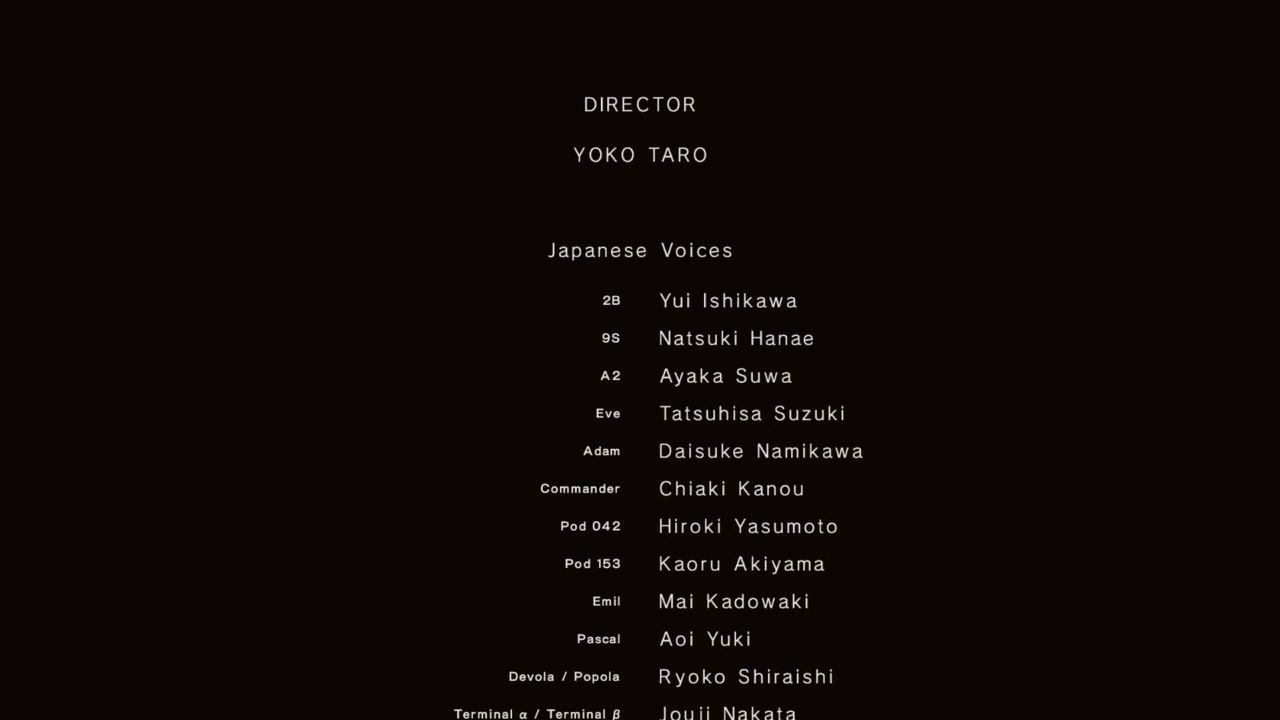 DIRECTOR
YOKO TARO
Japanese Voices
2B Yui Ishikawa
9S Natsuki Hanae
A2 Ayaka Suwa
Eve Tatsuhisa Suzuki
Adam Daisuke Namikawa
Commander Chiaki Kanou
Pod 042 Hiroki Yasumoto
Pod 153 Kaoru Akiyama
Emil Mai Kadowaki
Pascal Aoi Yuki
Devola / Popola Ryoko Shiraishi
Terminal α / Terminal β Jouji Nakata